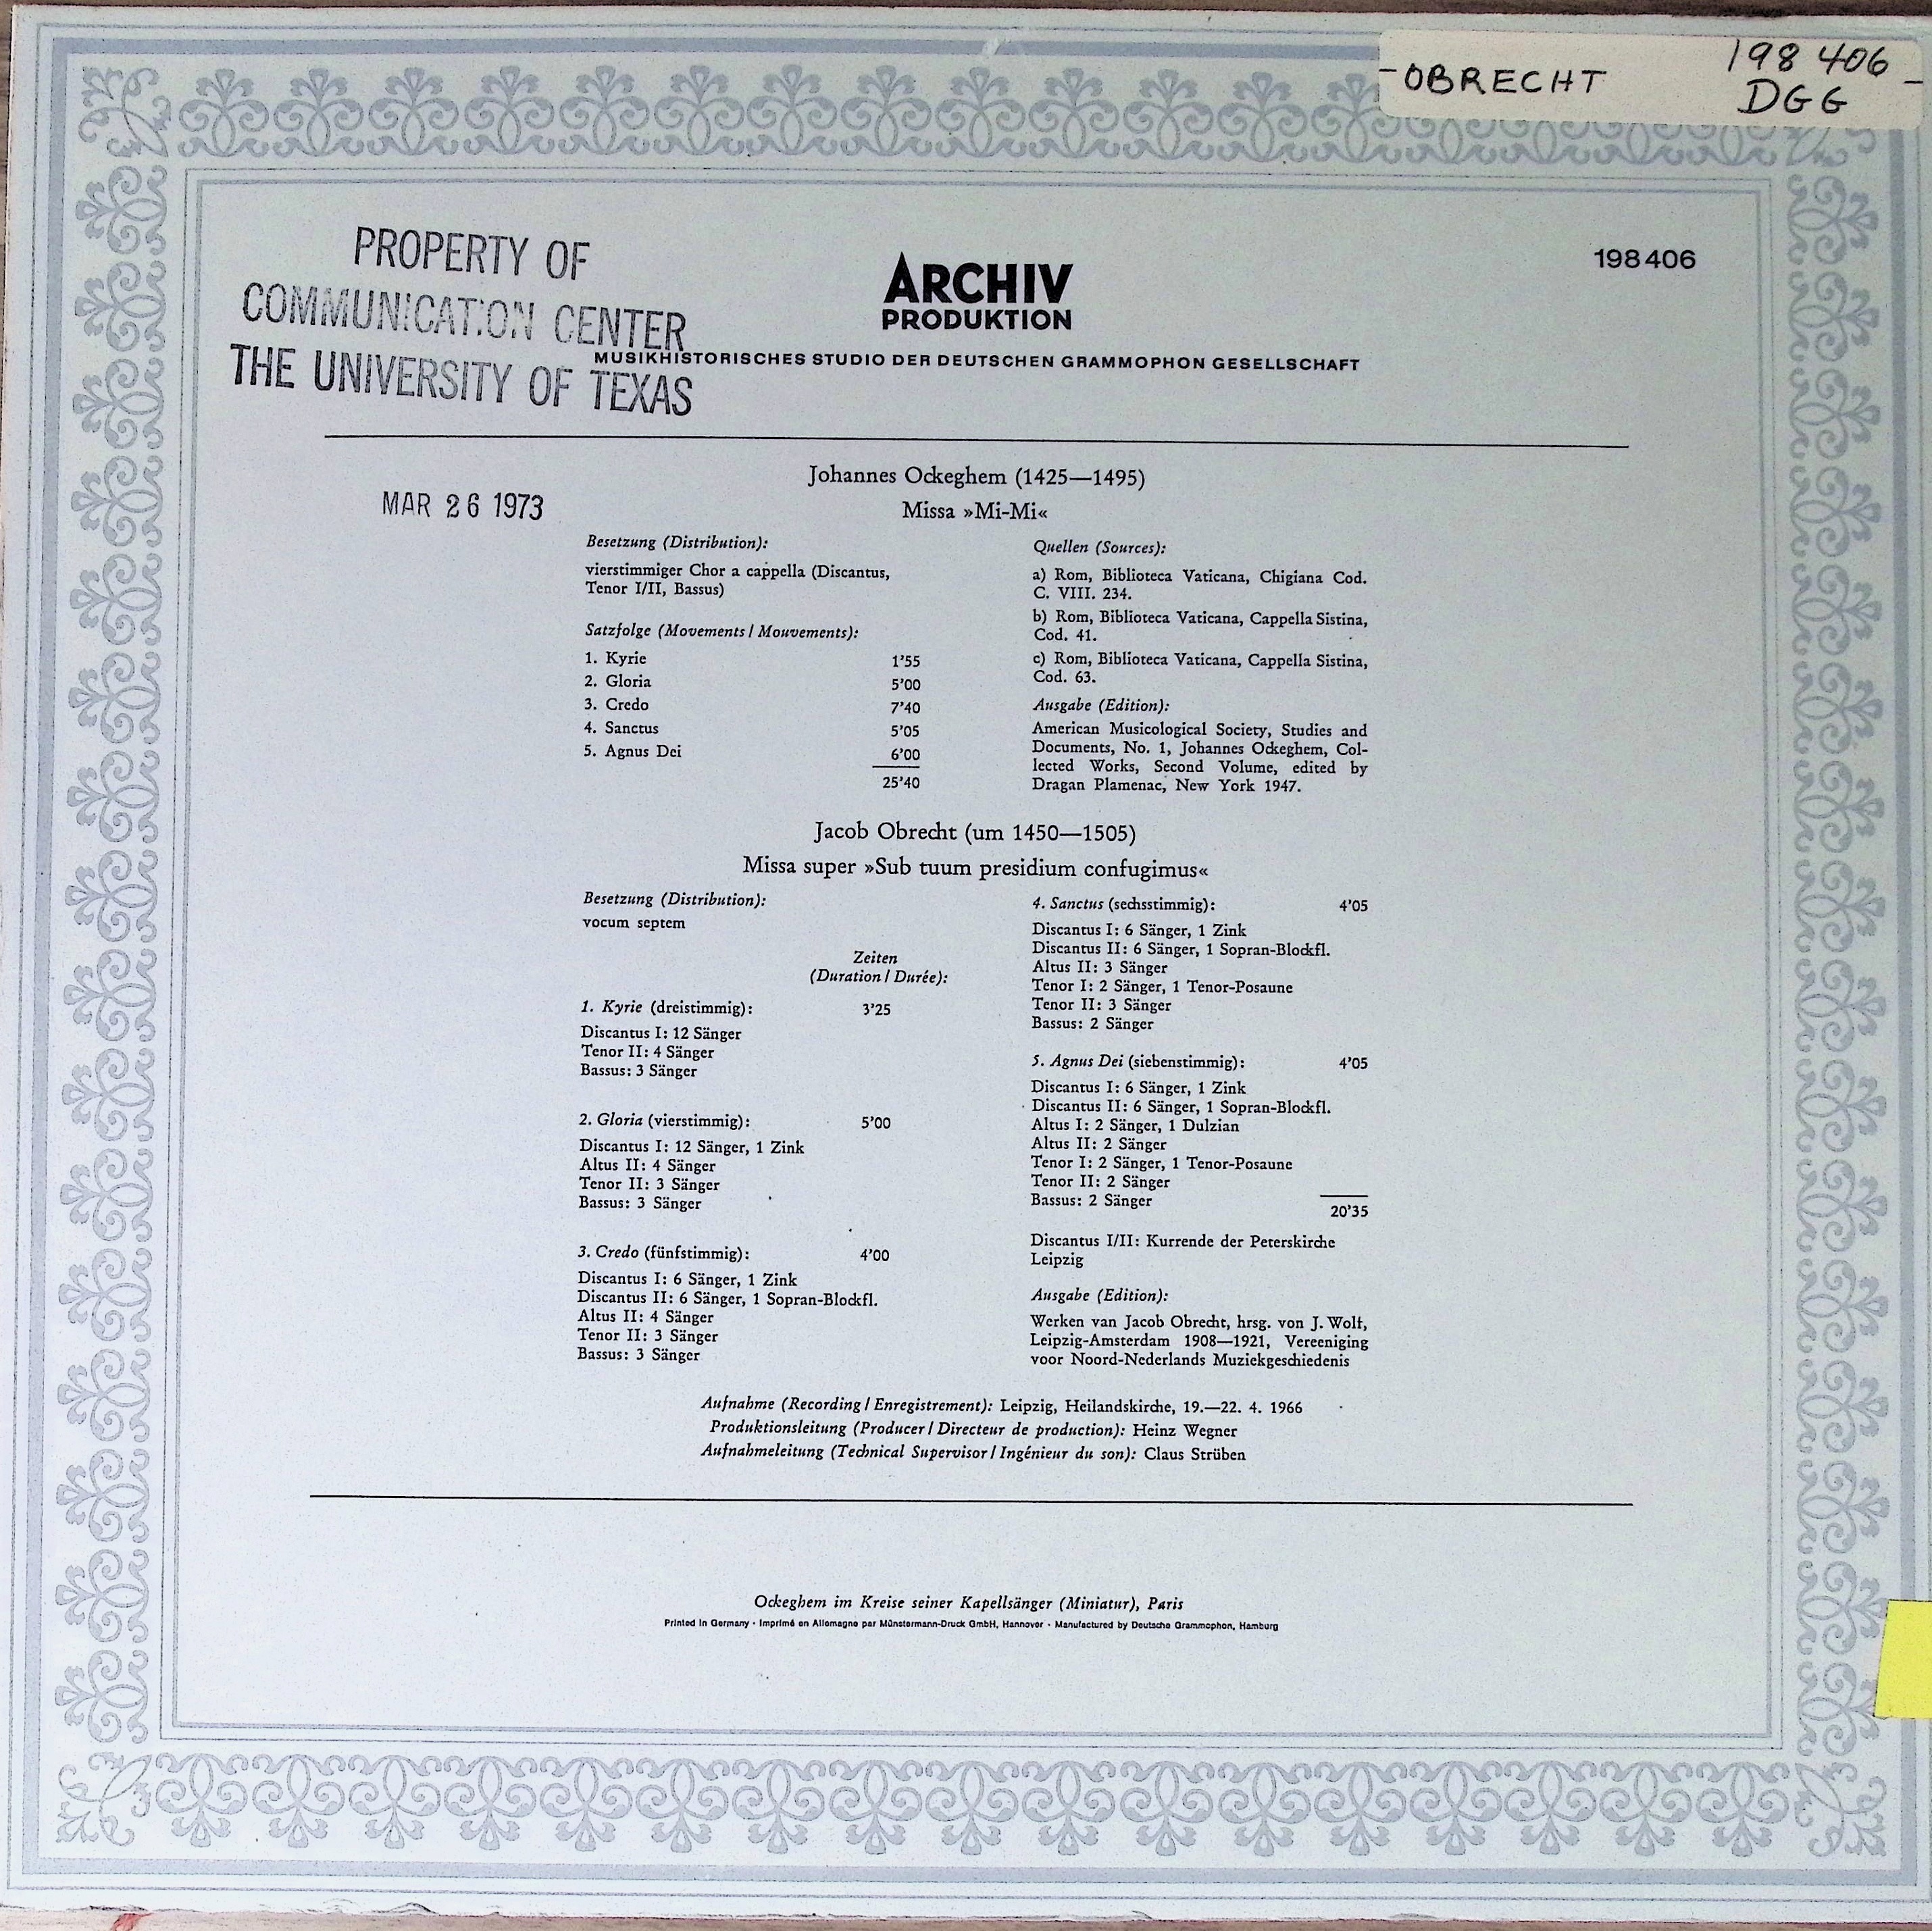 -OBRECHT 198 406 -
DGG
PROPERTY OF
COMMUNICATION CENTER
THE UNIVERSITY OF TEXAS
ARCHIV
PRODUKTION
198 406
MUSIKHISTORISCHES STUDIO DER DEUTSCHEN GRAMMOPHON GESELLSCHAFT
MAR 26 1973
Johannes Ockeghem (1425—1495)
Missa »Mi-Mi«
Besetzung (Distribution):
vierstimmiger Chor a cappella (Discantus,
Tenor I/II, Bassus)
Satzfolge (Movements / Mouvements):
1. Kyrie 1'55
2. Gloria 5'00
3. Credo 7'40
4. Sanctus 5'05
5. Agnus Dei 6'00
25'40
Quellen (Sources):
a) Rom, Biblioteca Vaticana, Chigiana Cod.
C. VIII. 234.
b) Rom, Biblioteca Vaticana, Cappella Sistina,
Cod. 41.
c) Rom, Biblioteca Vaticana, Cappella Sistina,
Cod. 63.
Ausgabe (Edition):
American Musicological Society, Studies and
Documents, No. 1, Johannes Ockeghem, Col-
lected Works, Second Volume, edited by
Dragan Plamenac, New York 1947.
Jacob Obrecht (um 1450—1505)
Missa super »Sub tuum presidium confugimus«
Besetzung (Distribution):
vocum septem
Zeiten
(Duration / Durée):
1. Kyrie (dreistimmig): 3'25
Discantus I: 12 Sänger
Tenor II: 4 Sänger
Bassus: 3 Sänger
2. Gloria (vierstimmig): 5'00
Discantus I: 12 Sänger, 1 Zink
Altus II: 4 Sänger
Tenor II: 3 Sänger
Bassus: 3 Sänger
3. Credo (fünfstimmig): 4'00
Discantus I: 6 Sänger, 1 Zink
Discantus II: 6 Sänger, 1 Sopran-Blockfl.
Altus II: 4 Sänger
Tenor II: 3 Sänger
Bassus: 3 Sänger
4. Sanctus (sechsstimmig): 4'05
Discantus I: 6 Sänger, 1 Zink
Discantus II: 6 Sänger, 1 Sopran-Blockfl.
Altus II: 3 Sänger
Tenor I: 2 Sänger, 1 Tenor-Posaune
Tenor II: 3 Sänger
Bassus: 2 Sänger
5. Agnus Dei (siebenstimmig): 4'05
Discantus I: 6 Sänger, 1 Zink
Discantus II: 6 Sänger, 1 Sopran-Blockfl.
Altus I: 2 Sänger, 1 Dulzian
Altus II: 2 Sänger
Tenor I: 2 Sänger, 1 Tenor-Posaune
Tenor II: 2 Sänger
Bassus: 2 Sänger
20'35
Discantus I/II: Kurrende der Peterskirche
Leipzig
Ausgabe (Edition):
Werken van Jacob Obrecht, hrsg. von J. Wolf,
Leipzig-Amsterdam 1908—1921, Vereeniging
voor Noord-Nederlands Muziekgeschiedenis
Aufnahme (Recording / Enregistrement): Leipzig, Heilandskirche, 19.—22. 4. 1966
Produktionsleitung (Producer / Directeur de production): Heinz Wegner
Aufnahmeleitung (Technical Supervisor / Ingénieur du son): Claus Strüben
Ockeghem im Kreise seiner Kapellsänger (Miniatur), Paris
Printed in Germany · Imprimé en Allemagne par Münstermann-Druck GmbH, Hannover · Manufactured by Deutsche Grammophon, Hamburg